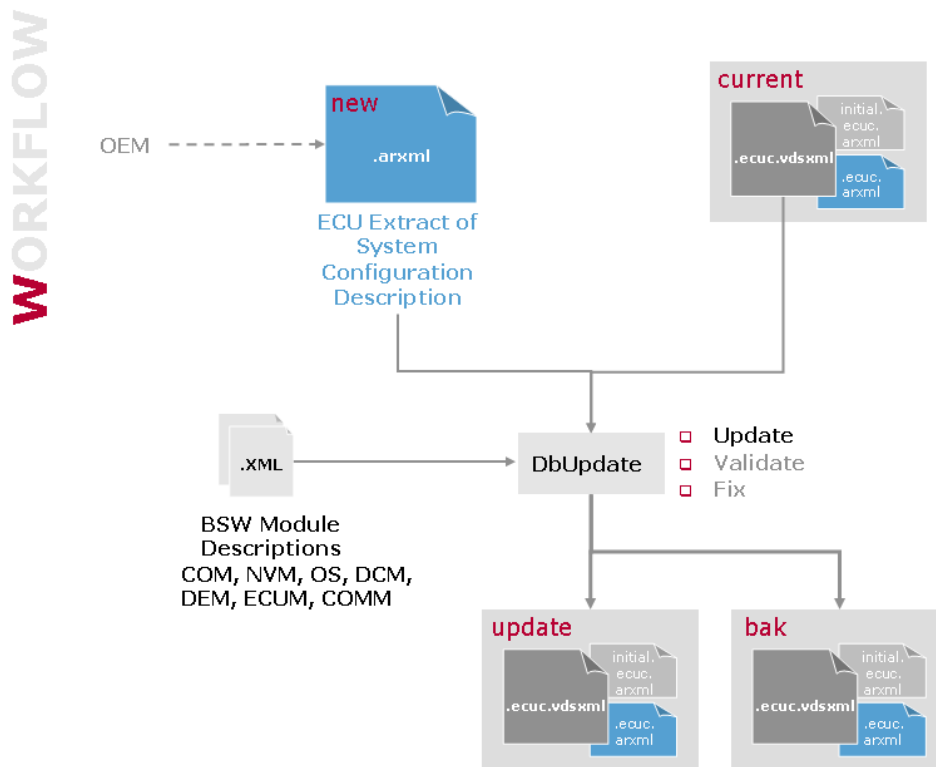 WORKFLOW
new
.arxml
OEM
ECU Extract of
System
Configuration
Description
current
.ecuc.vdsxml
initial.
ecuc.
arxml
.ecuc.
arxml
.XML
BSW Module
Descriptions
COM, NVM, OS, DCM,
DEM, ECUM, COMM
DbUpdate
Update
Validate
Fix
update
.ecuc.vdsxml
initial.
ecuc.
arxml
.ecuc.
arxml
bak
.ecuc.vdsxml
initial.
ecuc.
arxml
.ecuc.
arxml